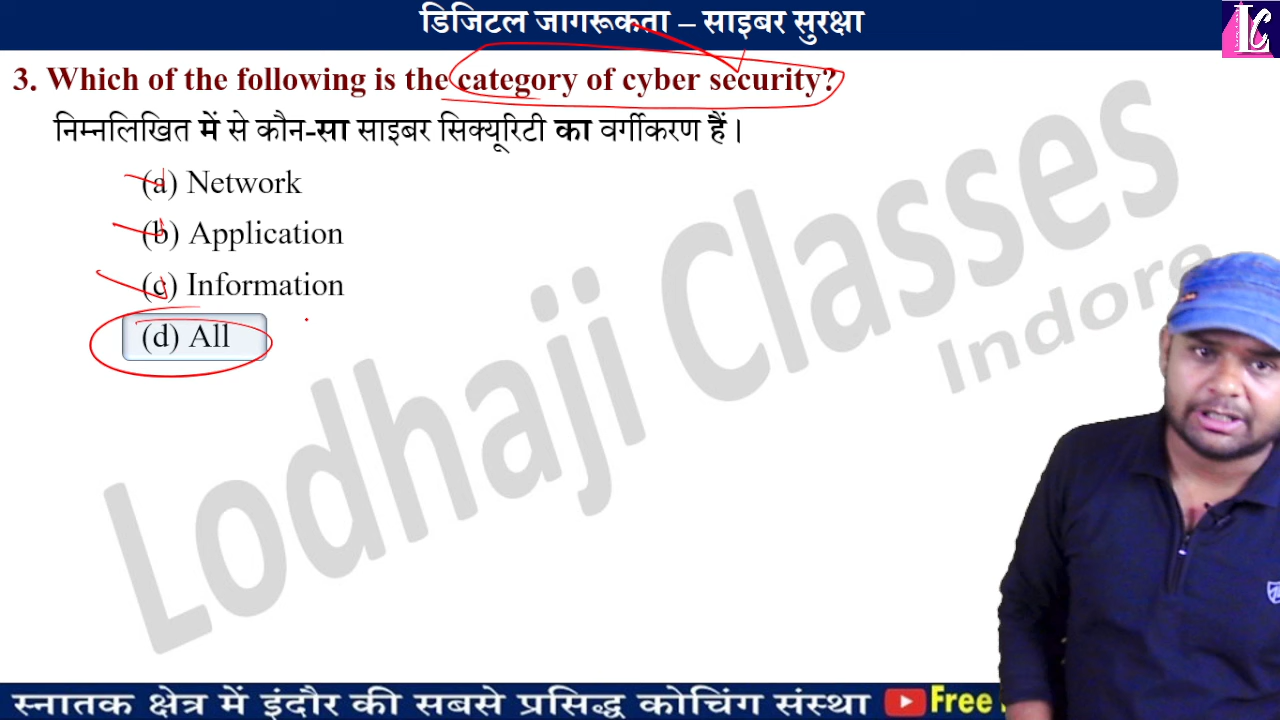 डिजिटल जागरूकता – साइबर सुरक्षा
LC
3. Which of the following is the category of cyber security?
निम्नलिखित में से कौन-सा साइबर सिक्यूरिटी का वर्गीकरण हैं।
(a) Network
(b) Application
(c) Information
(d) All
Lodhaji Classes
Indore
स्नातक क्षेत्र में इंदौर की सबसे प्रसिद्ध कोचिंग संस्था Free